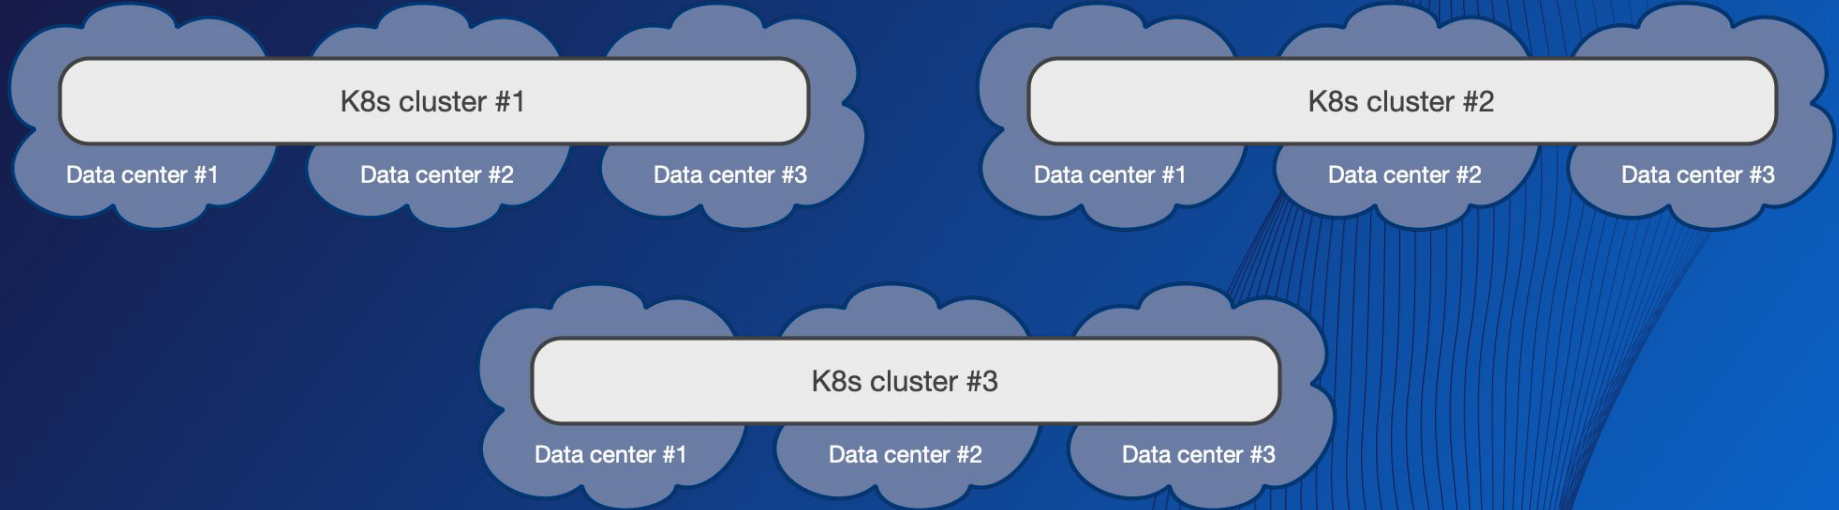 K8s cluster #1
Data center #1
Data center #2
Data center #3
K8s cluster #2
Data center #1
Data center #2
Data center #3
K8s cluster #3
Data center #1
Data center #2
Data center #3